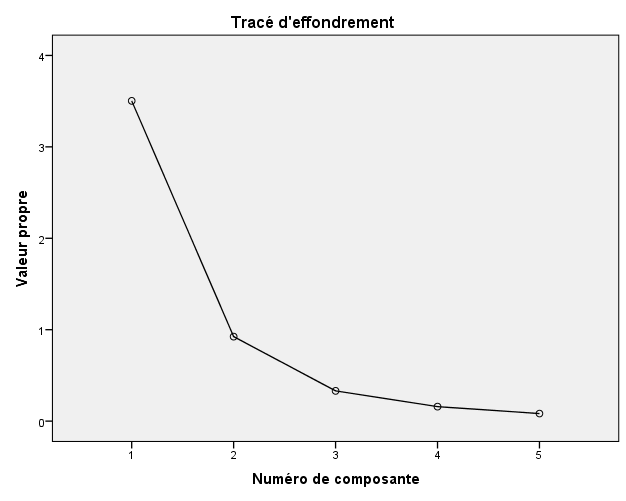 Tracé d'effondrement
4
3
2
1
0
Valeur propre
1 2 3 4 5
Numéro de composante